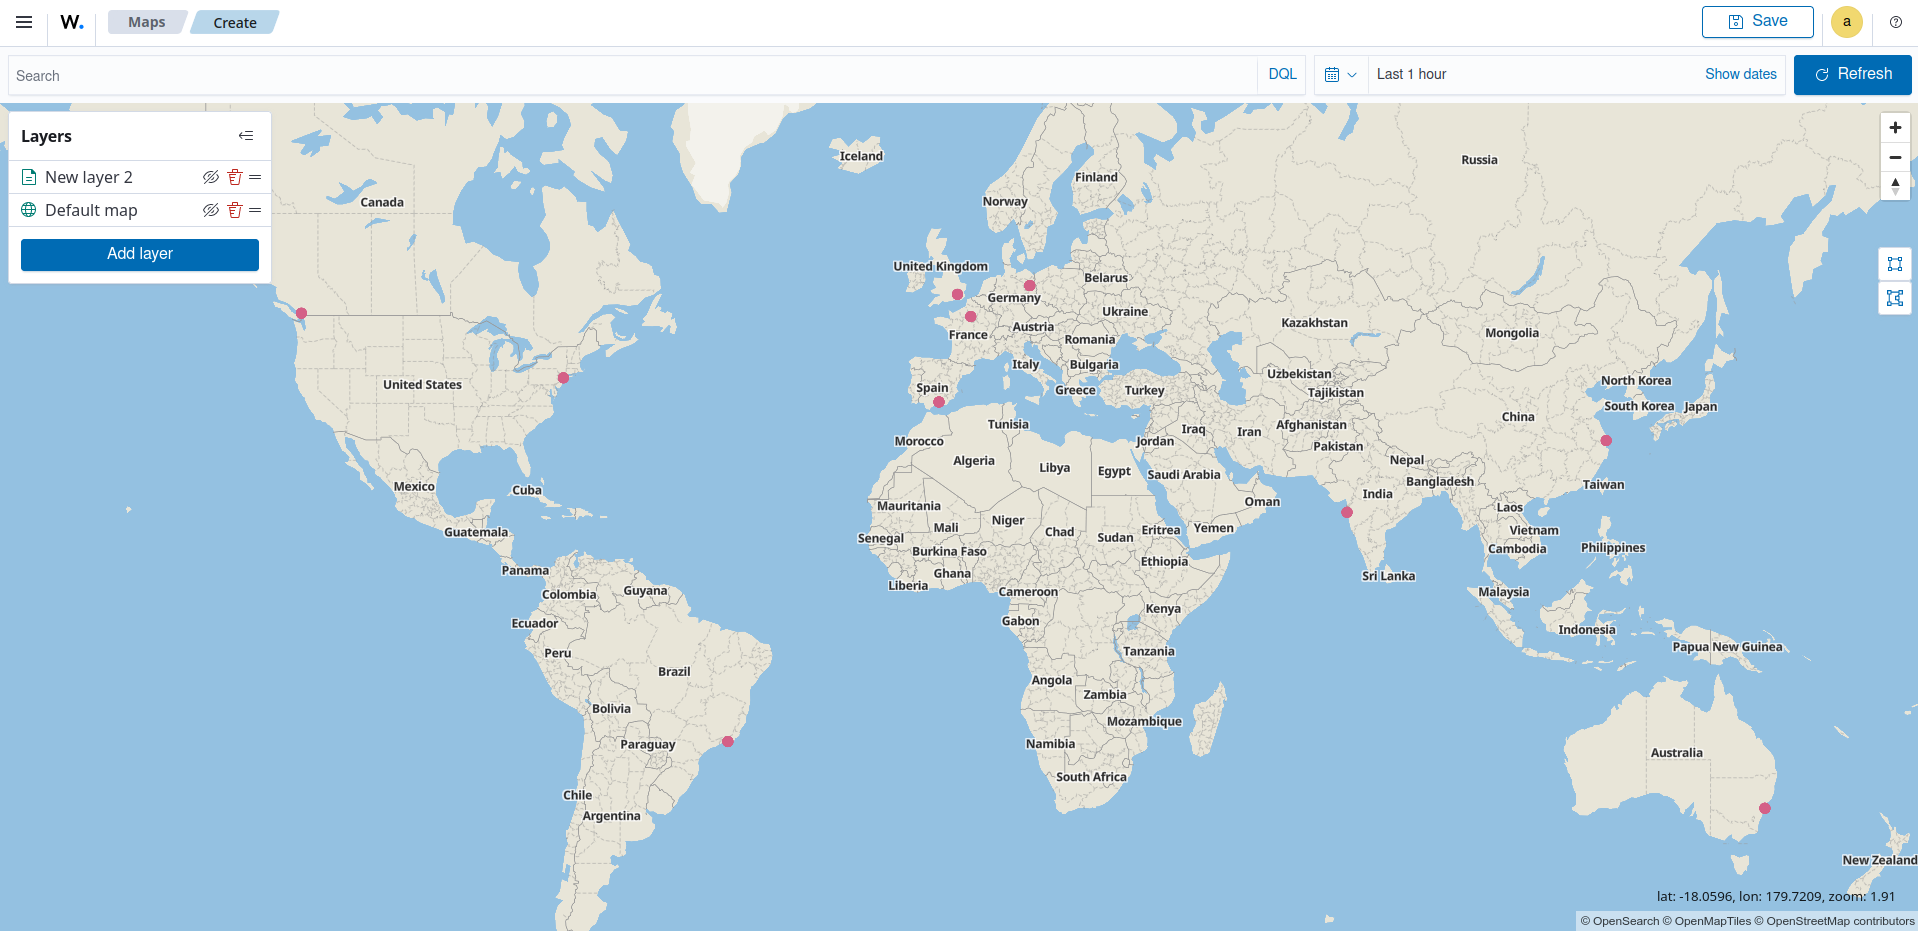 W.
Maps
Create
Save
a
Search
DQL
Last 1 hour
Show dates
Refresh
Layers
New layer 2
Default map
Add layer
Iceland
Russia
Finland
Canada
Norway
United Kingdom
Belarus
Germany
Ukraine
Kazakhstan
Austria
Mongolia
France
Romania
Italy
Bulgaria
Uzbekistan
North Korea
United States
Spain
Greece
Turkey
Tajikistan
South Korea
Japan
China
Tunisia
Afghanistan
Iraq
Iran
Morocco
Jordan
Pakistan
Algeria
Nepal
Libya
Egypt
Saudi Arabia
Bangladesh
Mexico
Cuba
Taiwan
India
Oman
Mauritania
Laos
Niger
Mali
Chad
Eritrea
Yemen
Vietnam
Guatemala
Senegal
Sudan
Burkina Faso
Cambodia
Philippines
Ethiopia
Panama
Ghana
Sri Lanka
Liberia
Colombia
Guyana
Cameroon
Malaysia
Kenya
Ecuador
Gabon
Indonesia
Peru
Tanzania
Papua New Guinea
Brazil
Angola
Zambia
Bolivia
Mozambique
Paraguay
Namibia
Australia
South Africa
Chile
Argentina
New Zealand
lat: -18.0596, lon: 179.7209, zoom: 1.91
© OpenSearch © OpenMapTiles © OpenStreetMap contributors